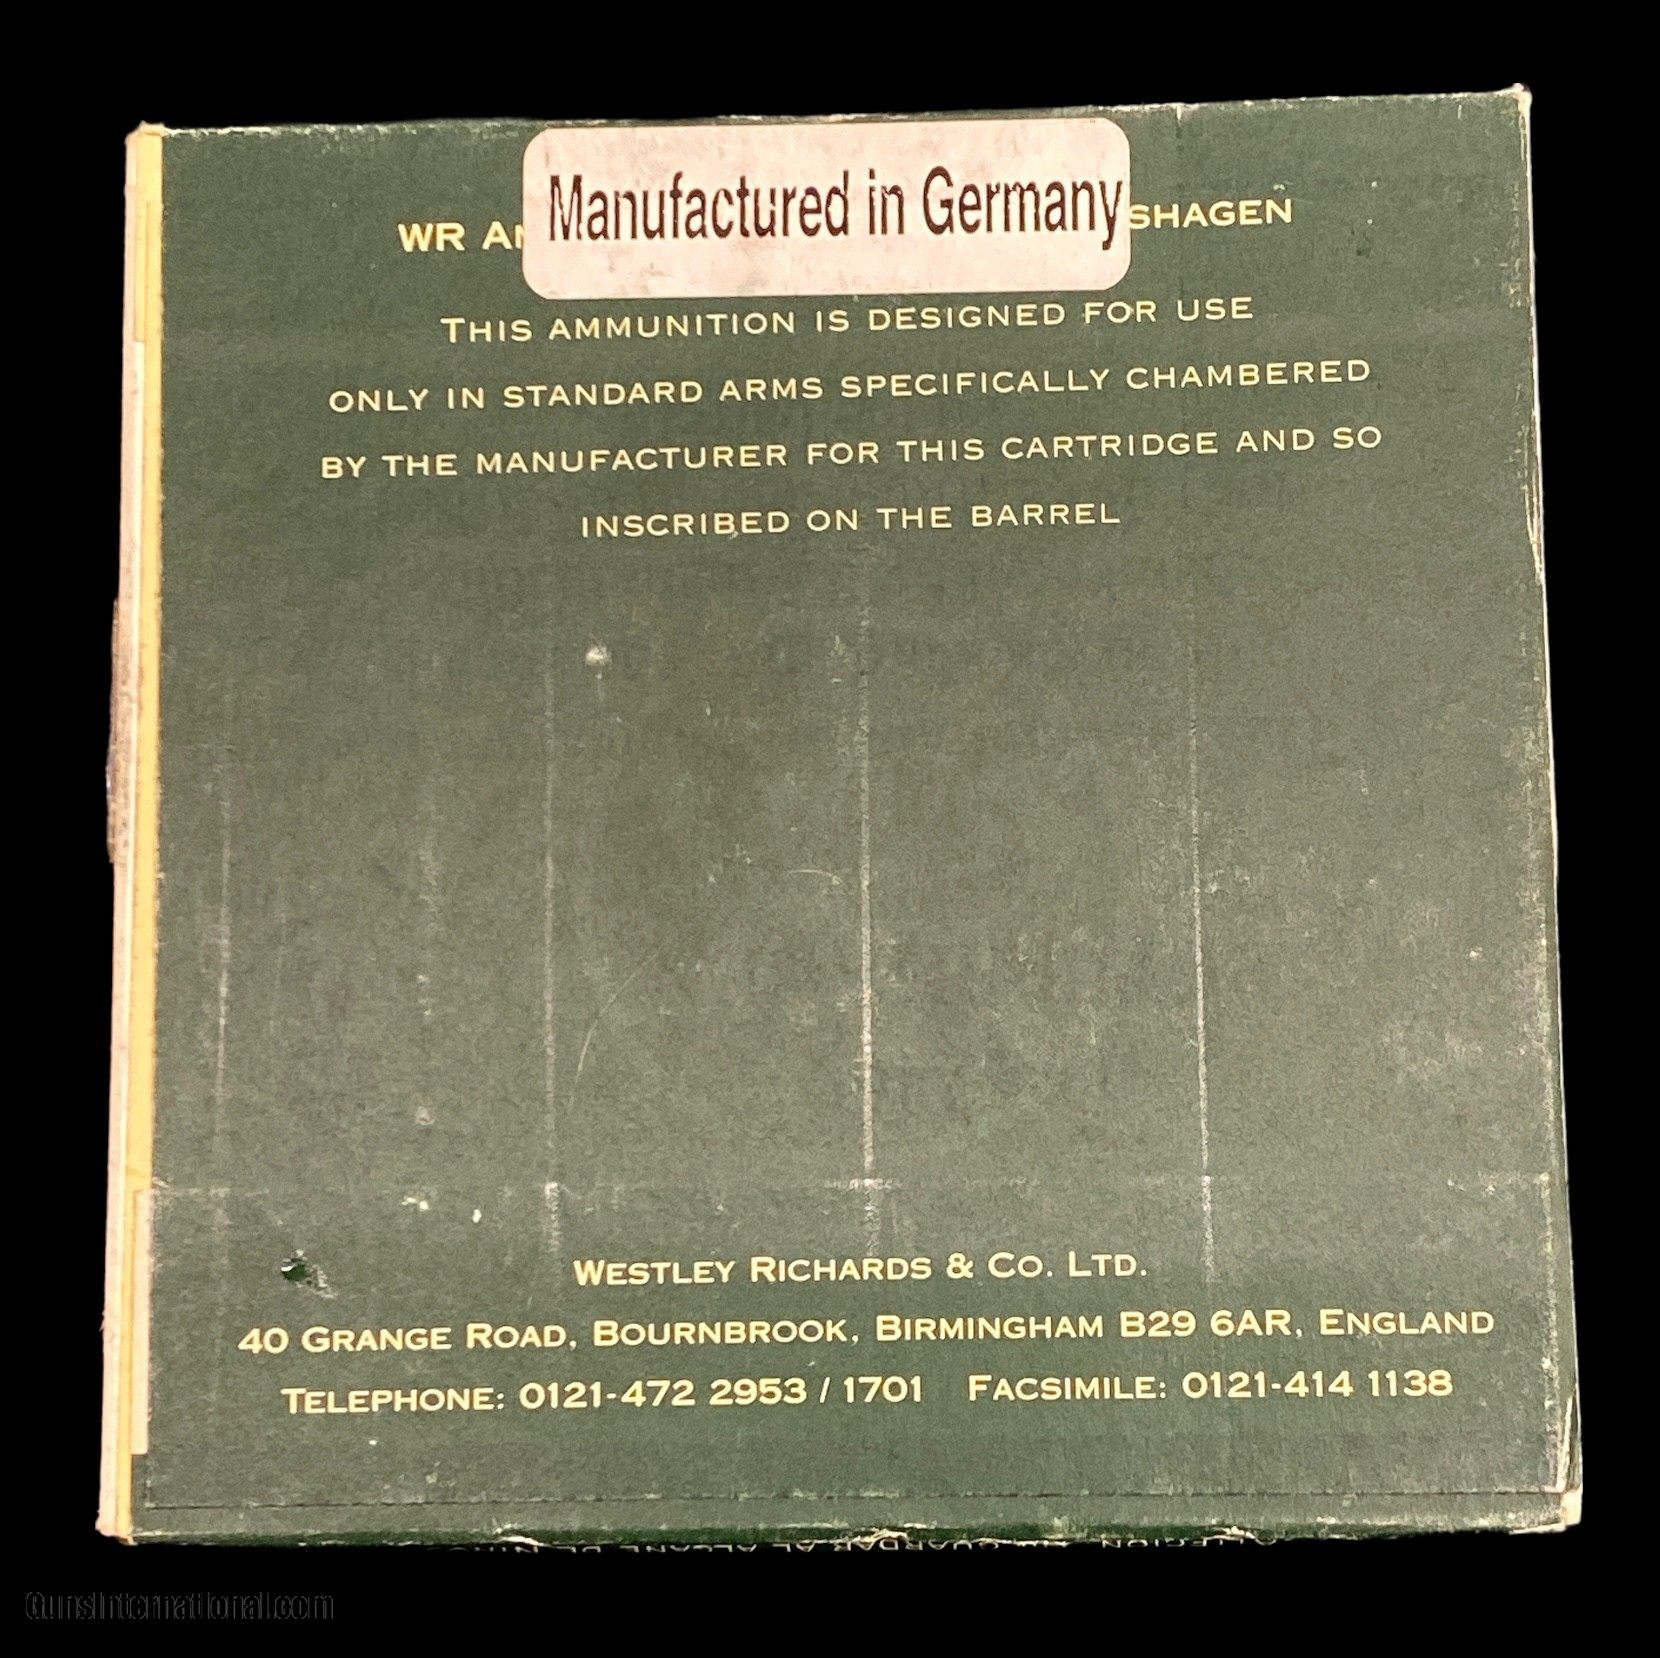 Manufactured in Germany
WR SHAGEN
THIS AMMUNITION IS DESIGNED FOR USE
ONLY IN STANDARD ARMS SPECIFICALLY CHAMBERED
BY THE MANUFACTURER FOR THIS CARTRIDGE AND SO
INSCRIBED ON THE BARREL
WESTLEY RICHARDS & CO. LTD.
40 GRANGE ROAD, BOURNBROOK, BIRMINGHAM B29 6AR, ENGLAND
TELEPHONE: 0121-472 2953 / 1701 FACSIMILE: 0121-414 1138
GunsInternational.com